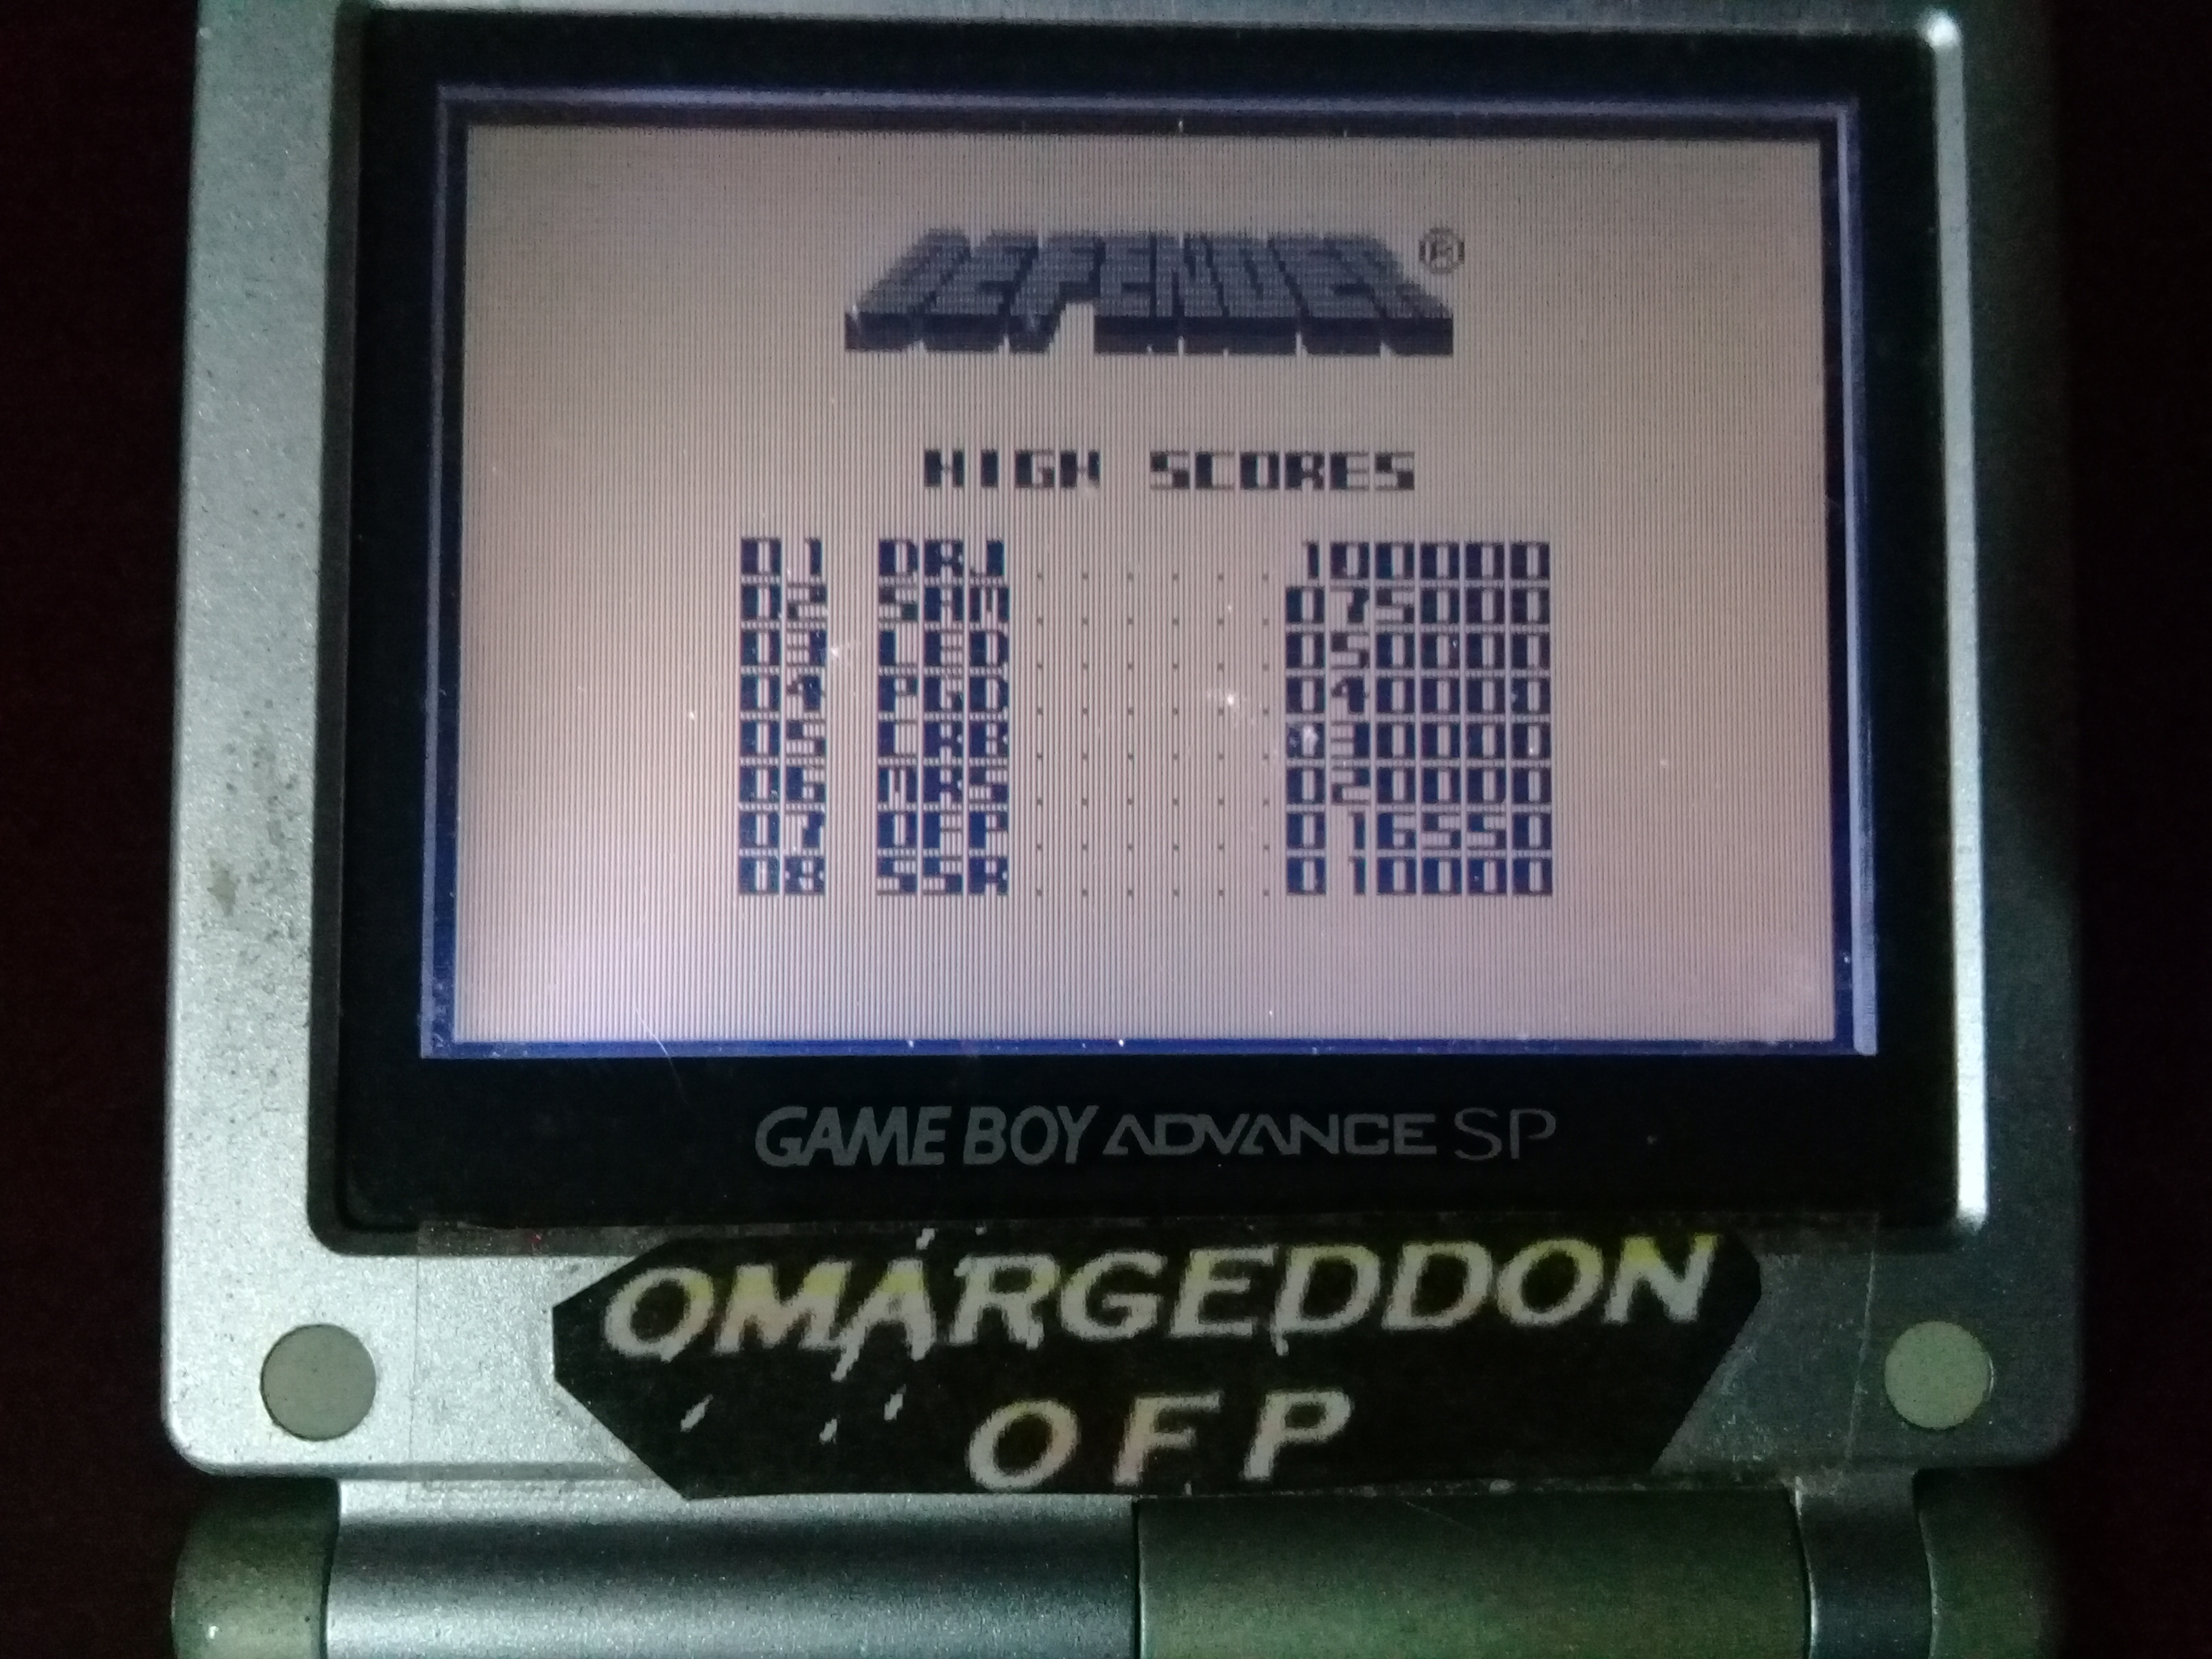 DEFENDER®
HIGH SCORES
01 DRJ ...... 100000
02 SAM ...... 075000
03 LED ...... 050000
04 PGD ...... 040000
05 CRB ...... 030000
06 MRS ...... 020000
07 OFP ...... 016550
08 SSR ...... 010000
GAME BOY ADVANCE SP
OMARGEDDON
OFP